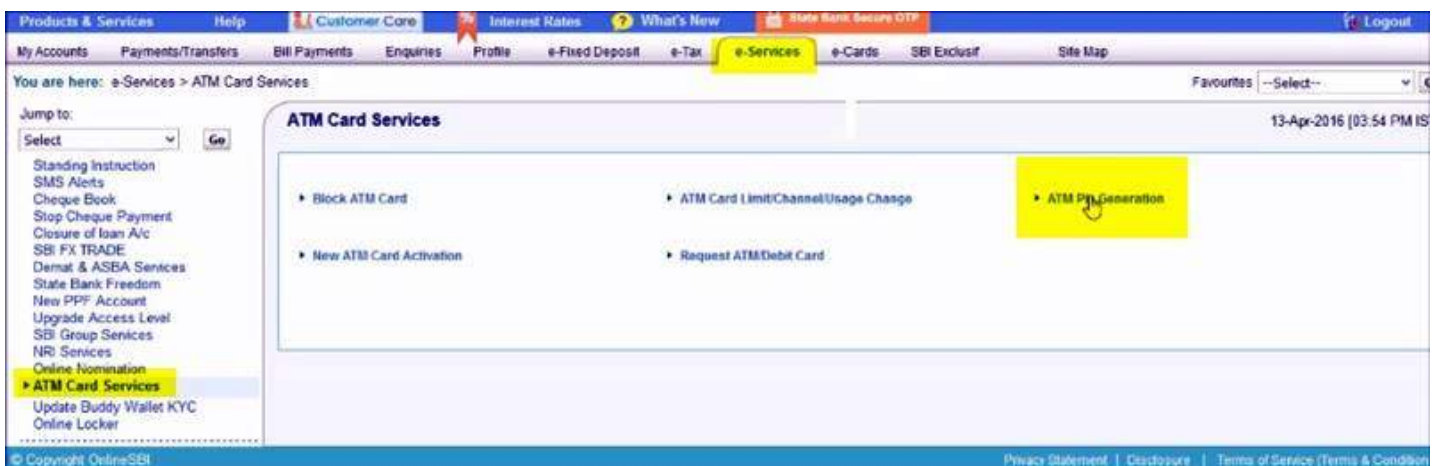 Products & Services Help Customer Care Interest Rates What's New State Bank Secure OTP Logout
My Accounts Payments/Transfers Bill Payments Enquiries Profile e-Fixed Deposit e-Tax e-Services e-Cards SBI Exclusif Site Map
You are here: e-Services > ATM Card Services Favourites --Select--
Jump to:
Select Go
ATM Card Services 13-Apr-2016 [03:54 PM IS
Standing Instruction
SMS Alerts
Cheque Book
Stop Cheque Payment
Closure of loan A/c
SBI FX TRADE
Demat & ASBA Services
State Bank Freedom
New PPF Account
Upgrade Access Level
SBI Group Services
NRI Services
Online Nomination
ATM Card Services
Update Buddy Wallet KYC
Online Locker
Block ATM Card ATM Card Limit/Channel/Usage Change ATM Pin Generation
New ATM Card Activation Request ATM/Debit Card
© Copyright OnlineSBI Privacy Statement | Disclosure | Terms of Service (Terms & Condition